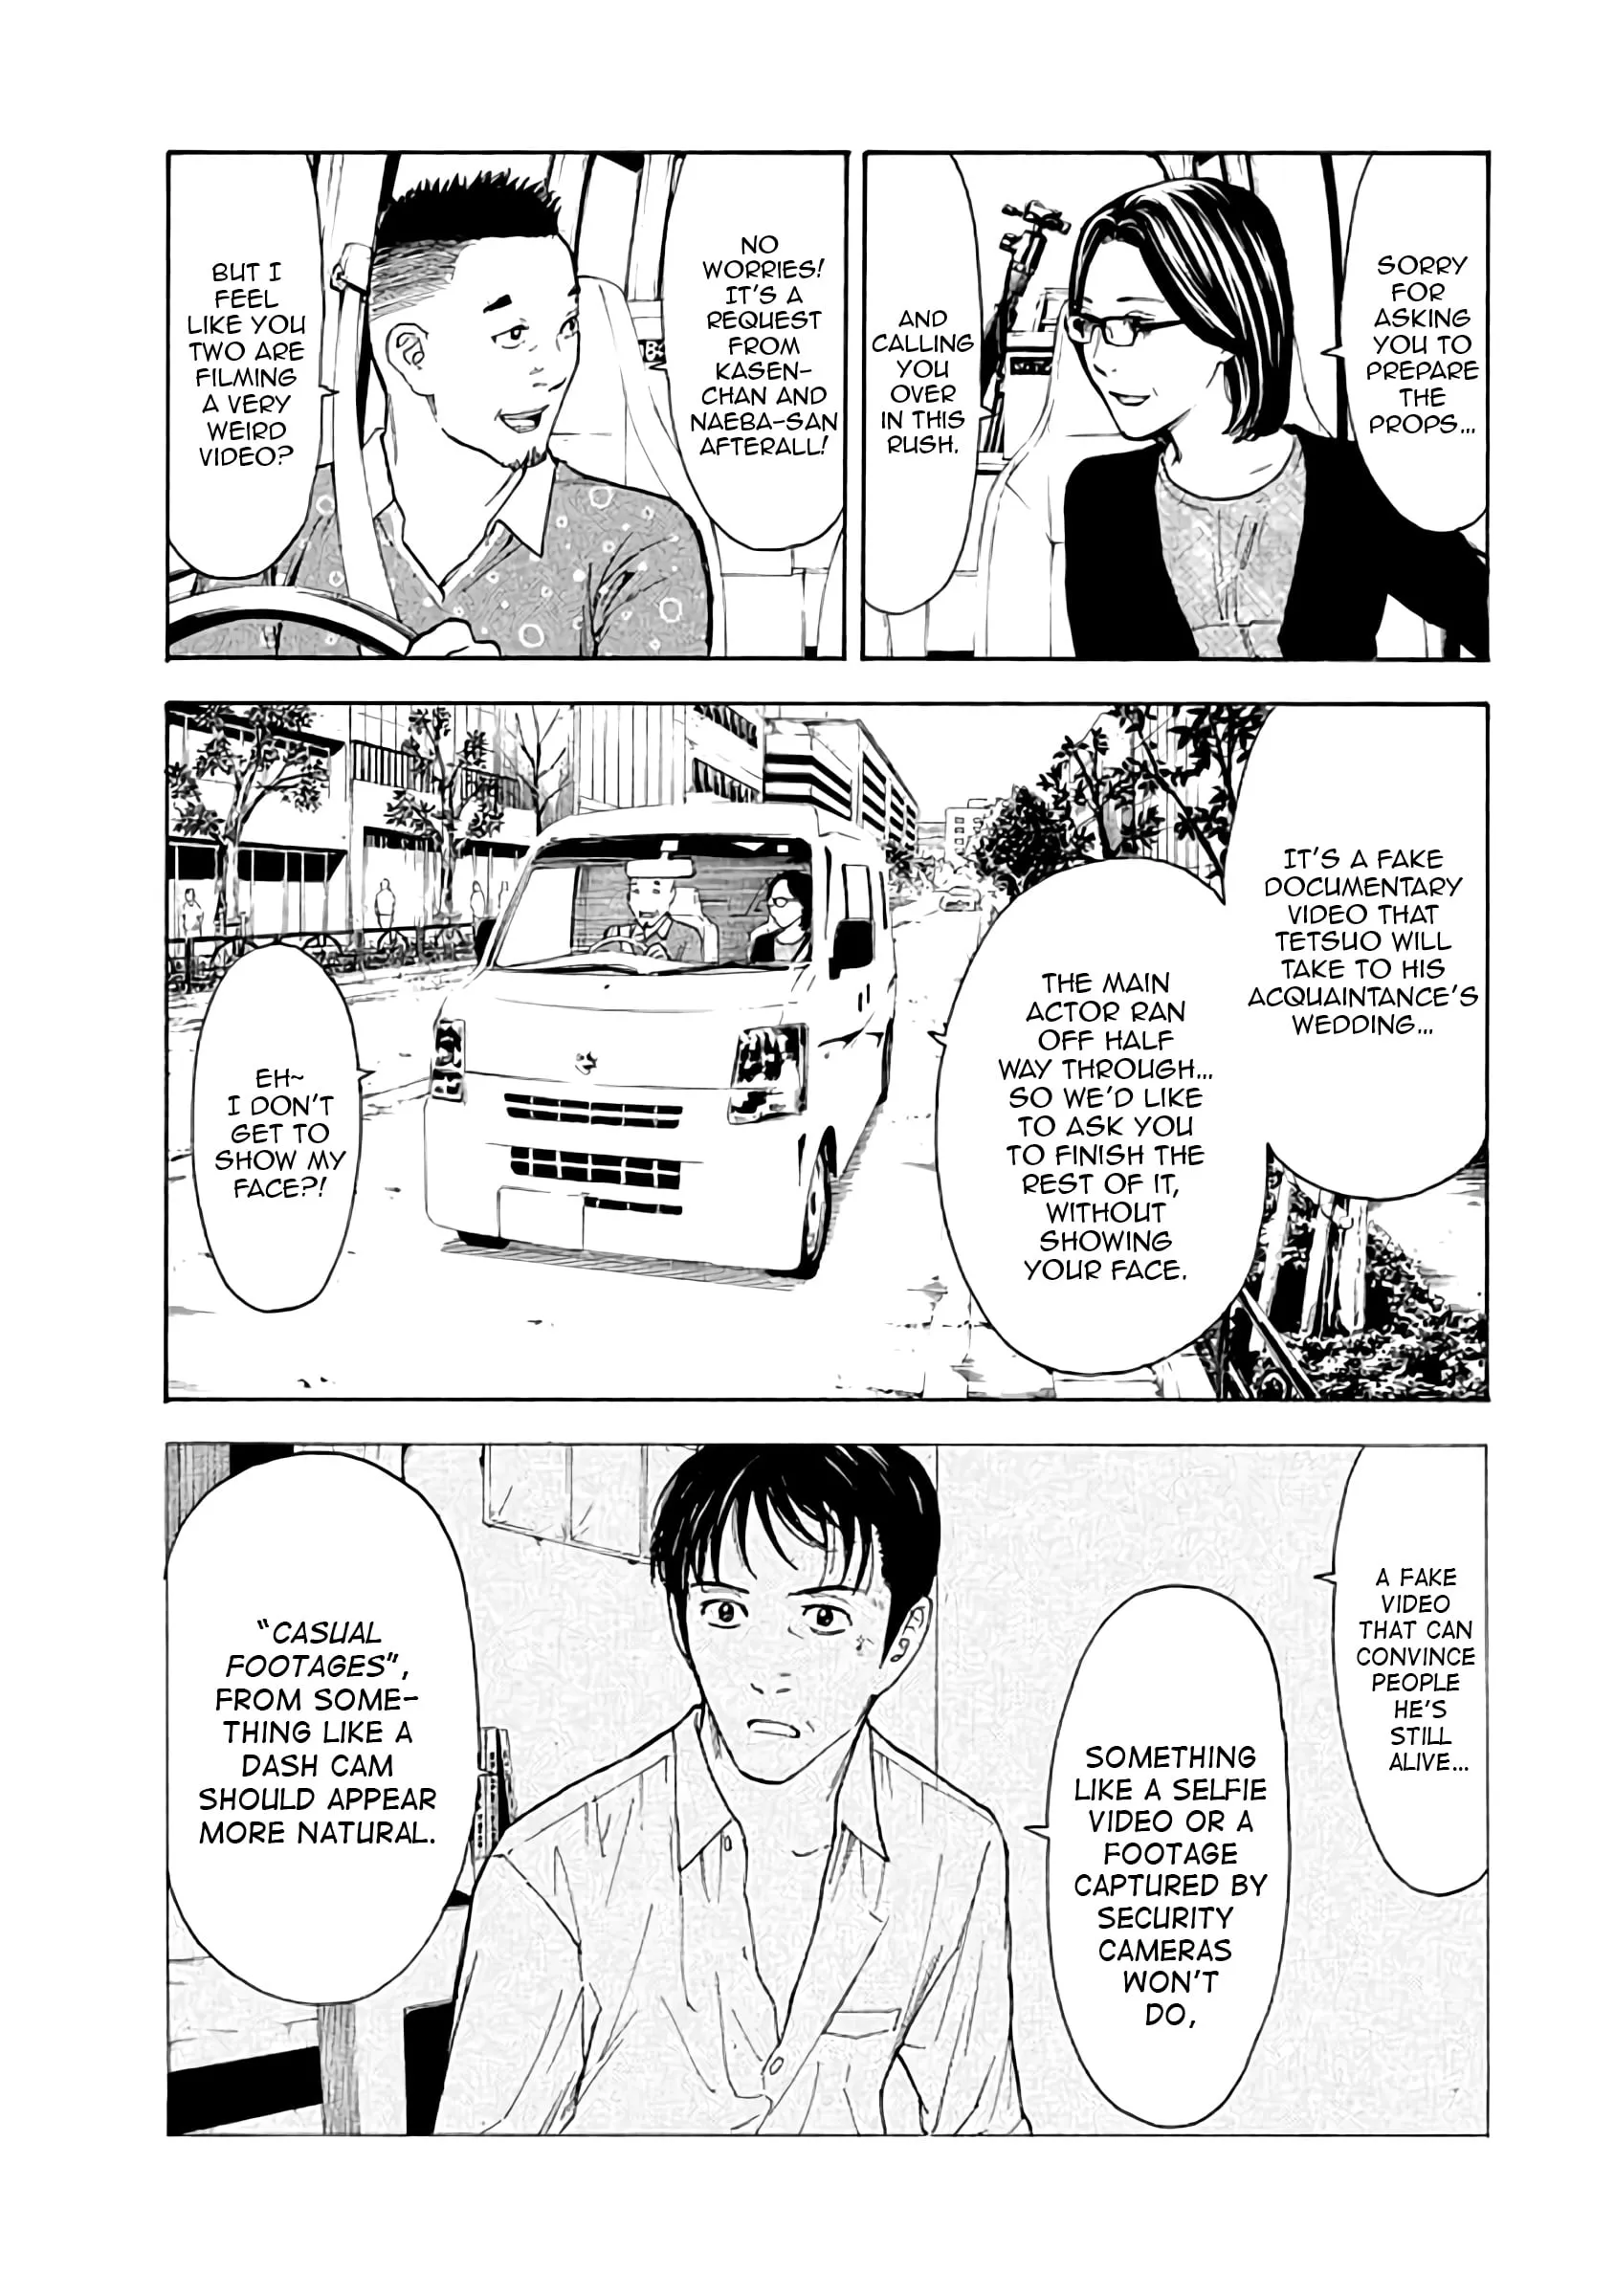 SORRY
FOR
ASKING
YOU TO
PREPARE
THE
PROPS...
AND
CALLING
YOU
OVER
IN THIS
RUSH.
NO
WORRIES!
IT'S A
REQUEST
FROM
KASEN-
CHAN AND
NAEBA-SAN
AFTERALL!
BUT I
FEEL
LIKE YOU
TWO ARE
FILMING
A VERY
WEIRD
VIDEO?
IT'S A FAKE
DOCUMENTARY
VIDEO THAT
TETSUO WILL
TAKE TO HIS
ACQUAINTANCE'S
WEDDING...
THE MAIN
ACTOR RAN
OFF HALF
WAY THROUGH...
SO WE'D LIKE
TO ASK YOU
TO FINISH THE
REST OF IT,
WITHOUT
SHOWING
YOUR FACE.
EH~
I DON'T
GET TO
SHOW MY
FACE?!
A FAKE
VIDEO
THAT CAN
CONVINCE
PEOPLE
HE'S
STILL
ALIVE...
SOMETHING
LIKE A SELFIE
VIDEO OR A
FOOTAGE
CAPTURED BY
SECURITY
CAMERAS
WON'T
DO,
"CASUAL
FOOTAGES",
FROM SOME-
THING LIKE A
DASH CAM
SHOULD APPEAR
MORE NATURAL.